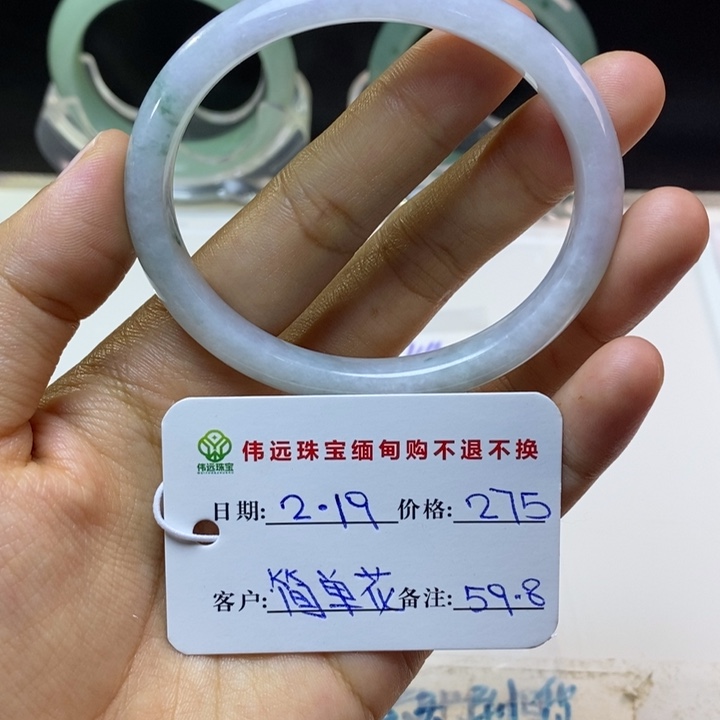 伟远珠宝缅甸购不退不换
伟远珠宝
日期: 2.19 价格: 275
客户: 简单花 备注: 59.8